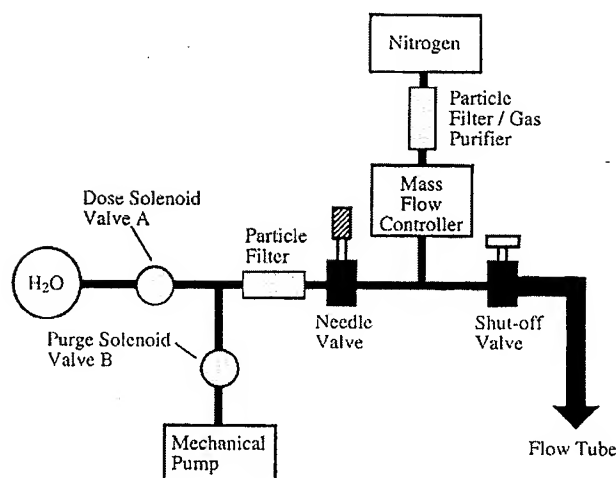 Nitrogen
Particle
Filter / Gas
Purifier
Mass
Flow
Controller
Dose Solenoid
Valve A
Particle
Filter
H₂O
Needle
Valve
Shut-off
Valve
Purge Solenoid
Valve B
Mechanical
Pump
Flow Tube